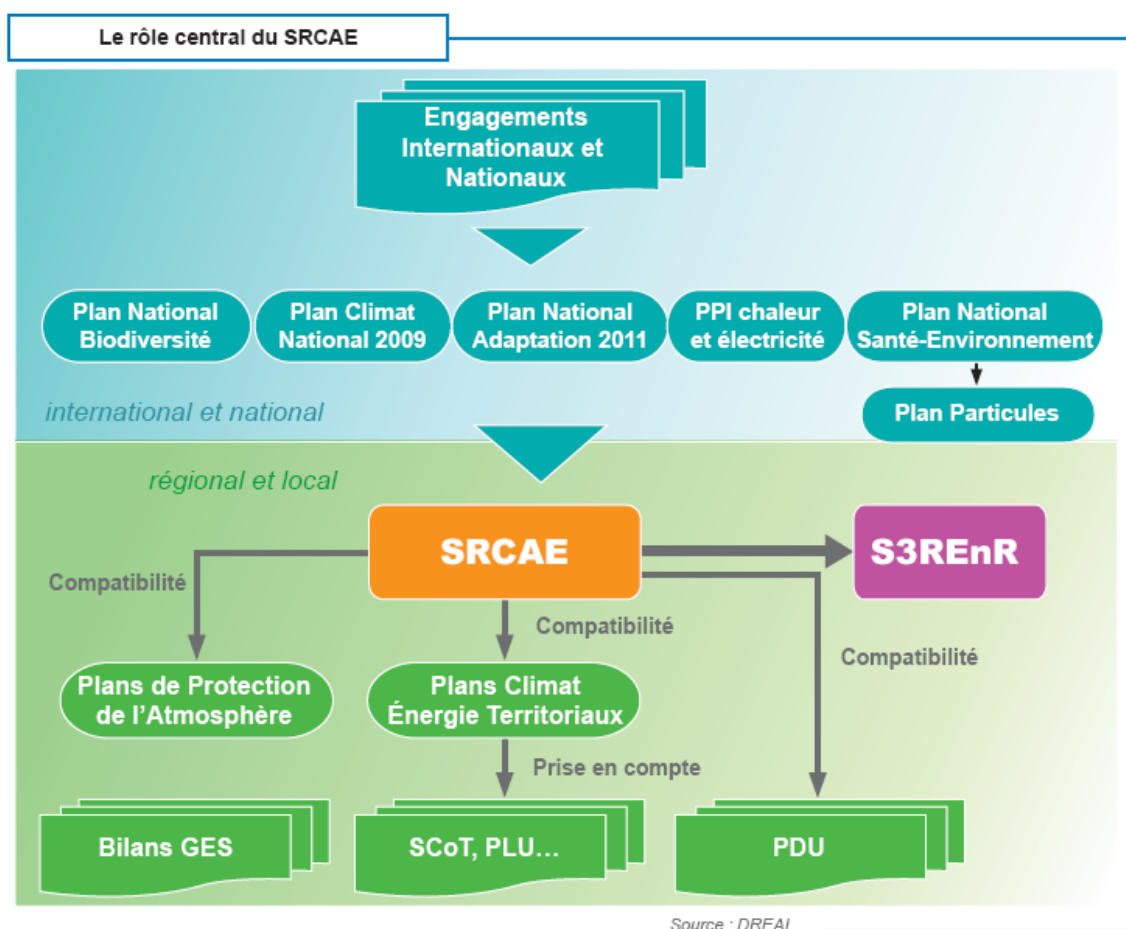 Le rôle central du SRCAE
Engagements
Internationaux et
Nationaux
Plan National
Biodiversité
Plan Climat
National 2009
Plan National
Adaptation 2011
PPI chaleur
et électricité
Plan National
Santé-Environnement
Plan Particules
international et national
régional et local
SRCAE
S3REnR
Compatibilité
Compatibilité
Compatibilité
Plans de Protection
de l’Atmosphère
Plans Climat
Énergie Territoriaux
Prise en compte
Bilans GES
SCoT, PLU…
PDU
Source : DREAL